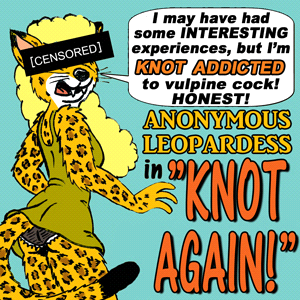 [CENSORED]
I may have had
some INTERESTING
experiences, but I'm
KNOT ADDICTED
to vulpine cock!
HONEST!
ANONYMOUS
LEOPARDESS
in "KNOT
AGAIN!"